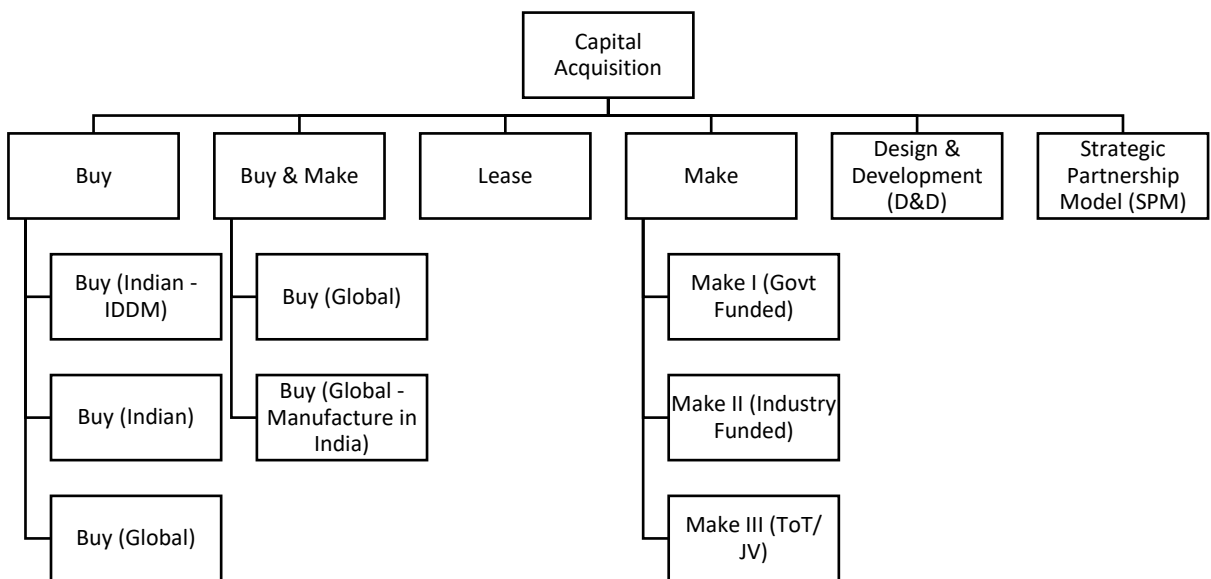 Capital
Acquisition
Buy
Buy & Make
Lease
Make
Design &
Development
(D&D)
Strategic
Partnership
Model (SPM)
Buy (Indian -
IDDM)
Buy (Global)
Make I (Govt
Funded)
Buy (Indian)
Buy (Global -
Manufacture in
India)
Make II (Industry
Funded)
Buy (Global)
Make III (ToT/
JV)